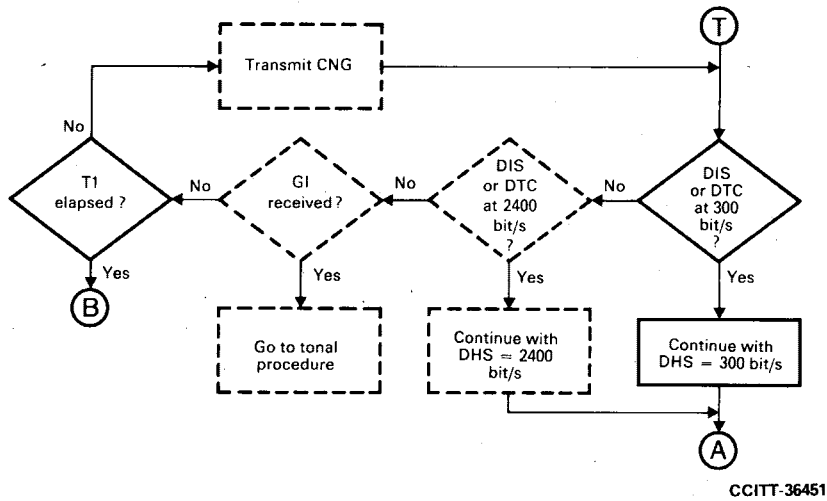 T
Transmit CNG
No
T1
elapsed ?
No
GI
received ?
No
DIS
or DTC
at 2400
bit/s
?
No
DIS
or DTC
at 300
bit/s
?
Yes
B
Yes
Go to tonal
procedure
Yes
Continue with
DHS = 2400
bit/s
Yes
Continue with
DHS = 300 bit/s
A
CCITT-36451